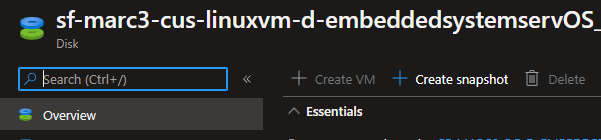 sf-marc3-cus-linuxvm-d-embeddedsystemservOS_
Disk
Search (Ctrl+/)
«
+ Create VM + Create snapshot Delete
Overview
Essentials